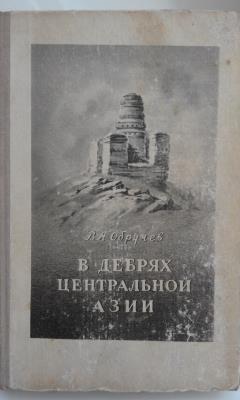 В. А. Обручев
В ДЕБРЯХ
ЦЕНТРАЛЬНОЙ
АЗИИ